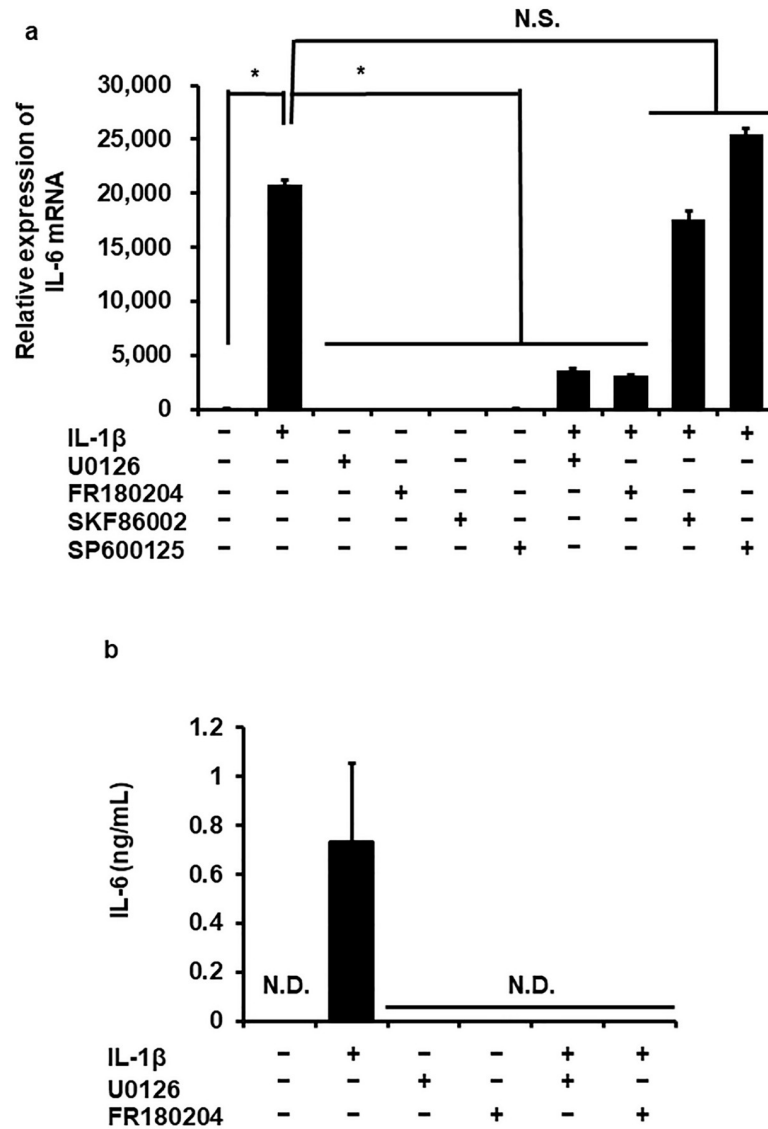 a
N.S.
* *
Relative expression of
IL-6 mRNA
30,000
25,000
20,000
15,000
10,000
5,000
0
IL-1β − + − − − − + + + +
U0126 − − + − − − + − − −
FR180204 − − − + − − − + − −
SKF86002 − − − − + − − − + −
SP600125 − − − − − + − − − +
b
IL-6 (ng/mL)
1.2
1
0.8
0.6
0.4
0.2
0
N.D. N.D.
IL-1β − + − − + +
U0126 − − + − + −
FR180204 − − − + − +